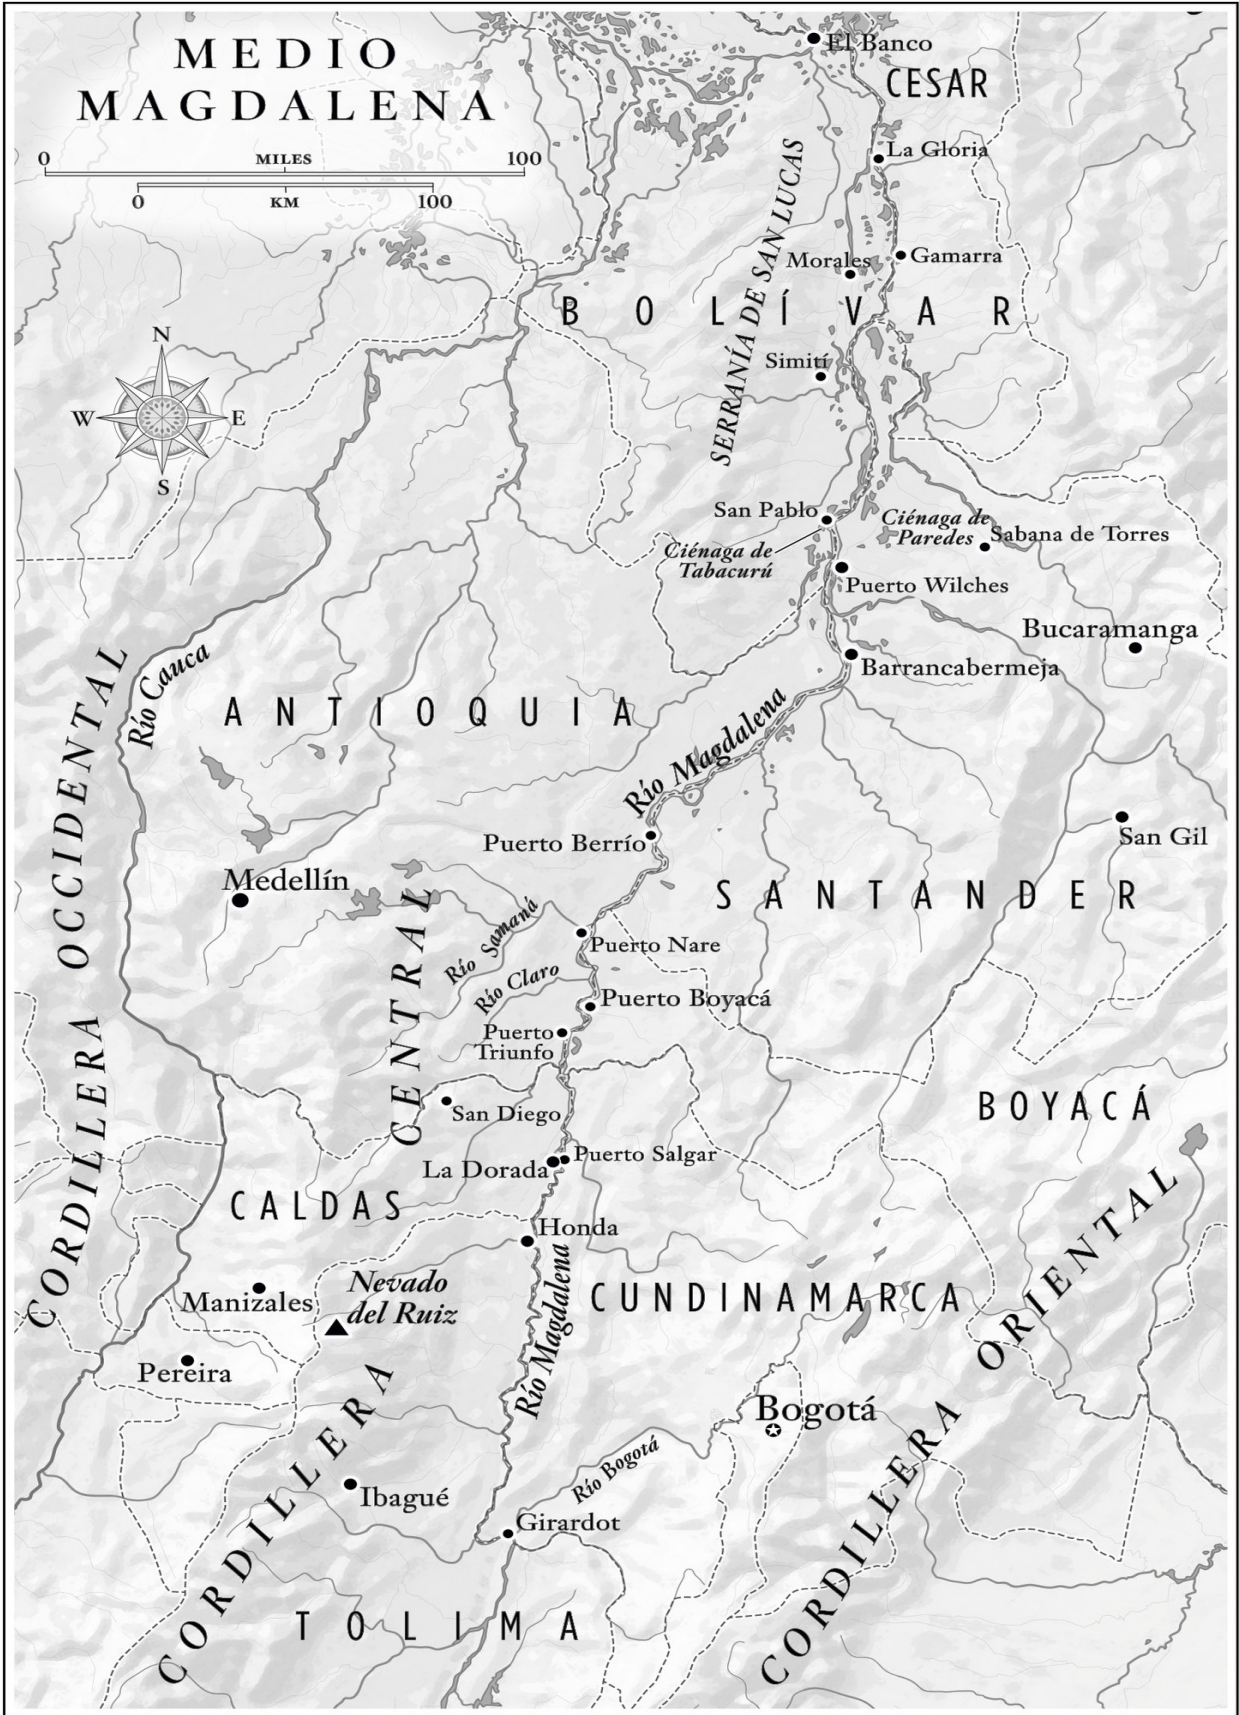 MEDIO
MAGDALENA
0 MILES 100
0 KM 100
El Banco
CESAR
La Gloria
SERRANÍA DE SAN LUCAS
Morales
Gamarra
BOLÍVAR
Simití
N
W E
S
San Pablo
Ciénaga de
Paredes
Sabana de Torres
Ciénaga de
Tabacurú
Puerto Wilches
Bucaramanga
Barrancabermeja
Río Cauca
ANTIOQUIA
Río Magdalena
CORDILLERA OCCIDENTAL
Puerto Berrío
San Gil
Medellín
SANTANDER
Río Samaná
Puerto Nare
Río Claro
Puerto Boyacá
Puerto
Triunfo
San Diego
BOYACÁ
Puerto Salgar
La Dorada
CALDAS
Honda
Nevado
del Ruiz
Manizales
CUNDINAMARCA
Río Magdalena
Pereira
Bogotá
Río Bogotá
Ibagué
Girardot
CORDILLERA CENTRAL
CORDILLERA ORIENTAL
TOLIMA